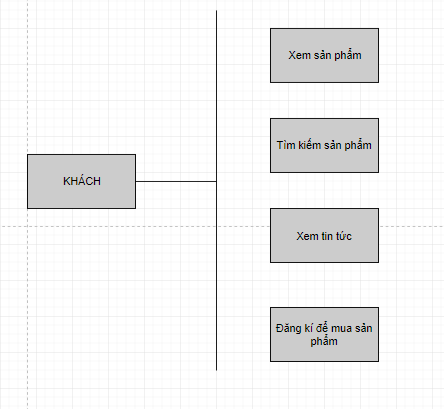 Xem sản phẩm
Tìm kiếm sản phẩm
KHÁCH
Xem tin tức
Đăng kí để mua sản
phẩm